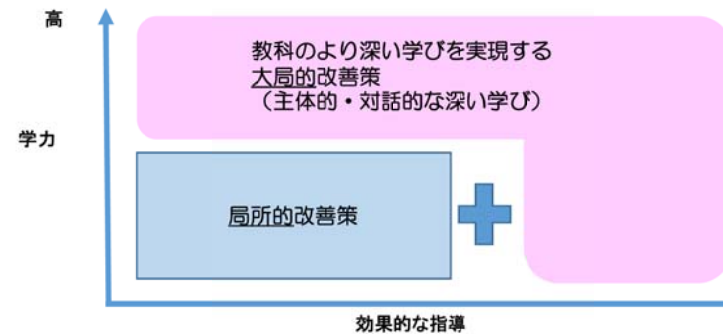 高
教科のより深い学びを実現する
大局的改善策
（主体的・対話的な深い学び）
学力
局所的改善策
効果的な指導